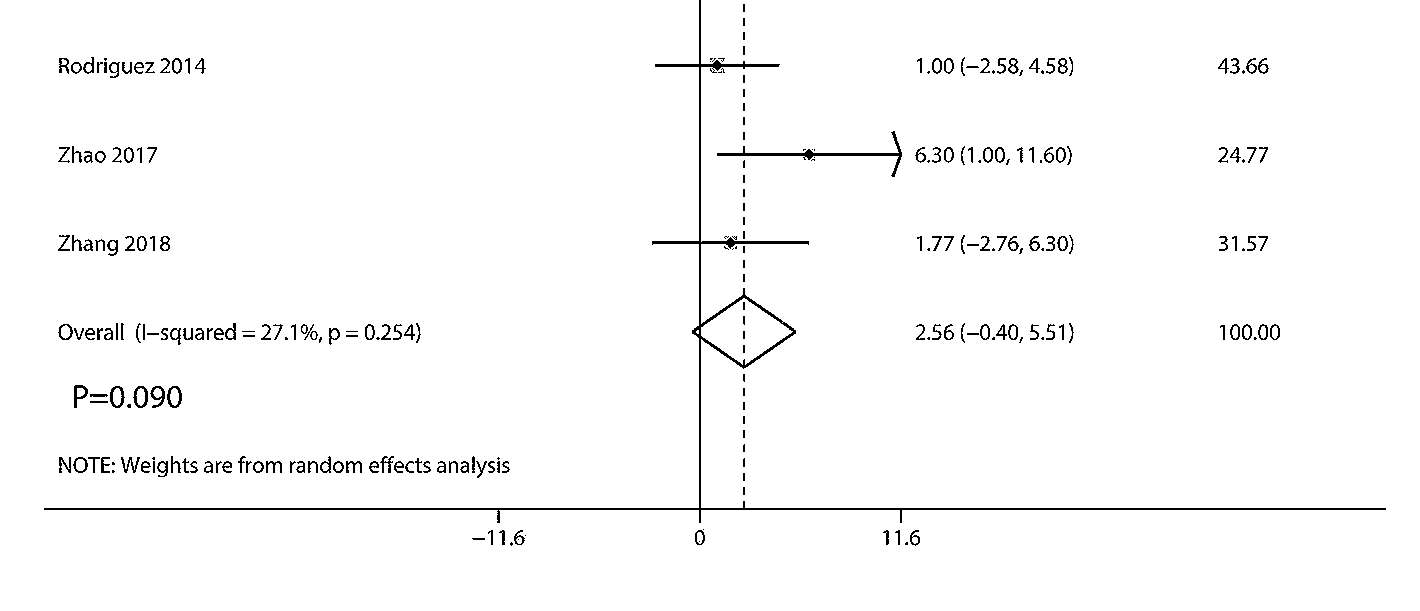 Rodriguez 2014 1.00 (−2.58, 4.58) 43.66
Zhao 2017 6.30 (1.00, 11.60) 24.77
Zhang 2018 1.77 (−2.76, 6.30) 31.57
Overall (I−squared = 27.1%, p = 0.254) 2.56 (−0.40, 5.51) 100.00
P=0.090
NOTE: Weights are from random effects analysis
−11.6 0 11.6